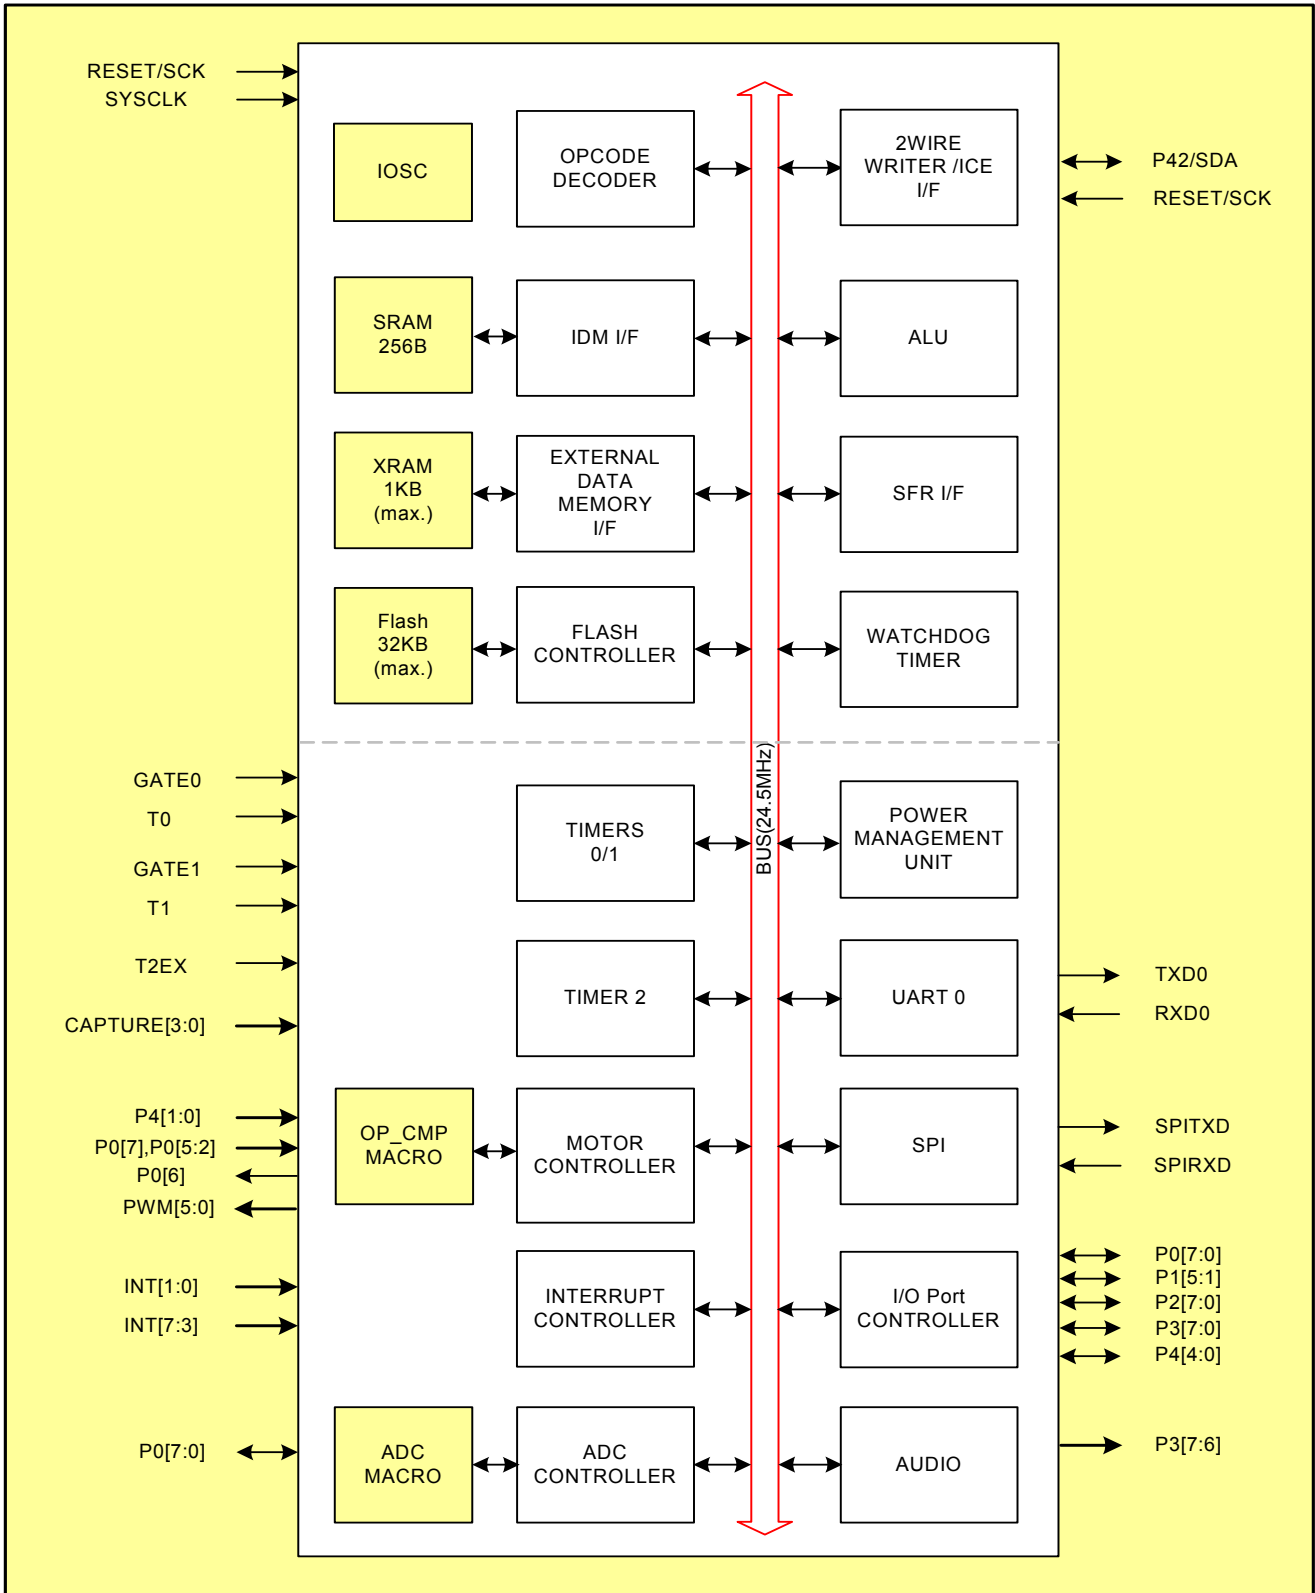 RESET/SCK
SYSCLK
IOSC
OPCODE
DECODER
2WIRE
WRITER /ICE
I/F
P42/SDA
RESET/SCK
SRAM
256B
IDM I/F
ALU
XRAM
1KB
(max.)
EXTERNAL
DATA
MEMORY
I/F
SFR I/F
Flash
32KB
(max.)
FLASH
CONTROLLER
WATCHDOG
TIMER
BUS(24.5MHz)
GATE0
T0
GATE1
T1
TIMERS
0/1
POWER
MANAGEMENT
UNIT
T2EX
CAPTURE[3:0]
TIMER 2
UART 0
TXD0
RXD0
P4[1:0]
P0[7],P0[5:2]
P0[6]
PWM[5:0]
OP_CMP
MACRO
MOTOR
CONTROLLER
SPI
SPITXD
SPIRXD
INT[1:0]
INT[7:3]
INTERRUPT
CONTROLLER
I/O Port
CONTROLLER
P0[7:0]
P1[5:1]
P2[7:0]
P3[7:0]
P4[4:0]
P0[7:0]
ADC
MACRO
ADC
CONTROLLER
AUDIO
P3[7:6]